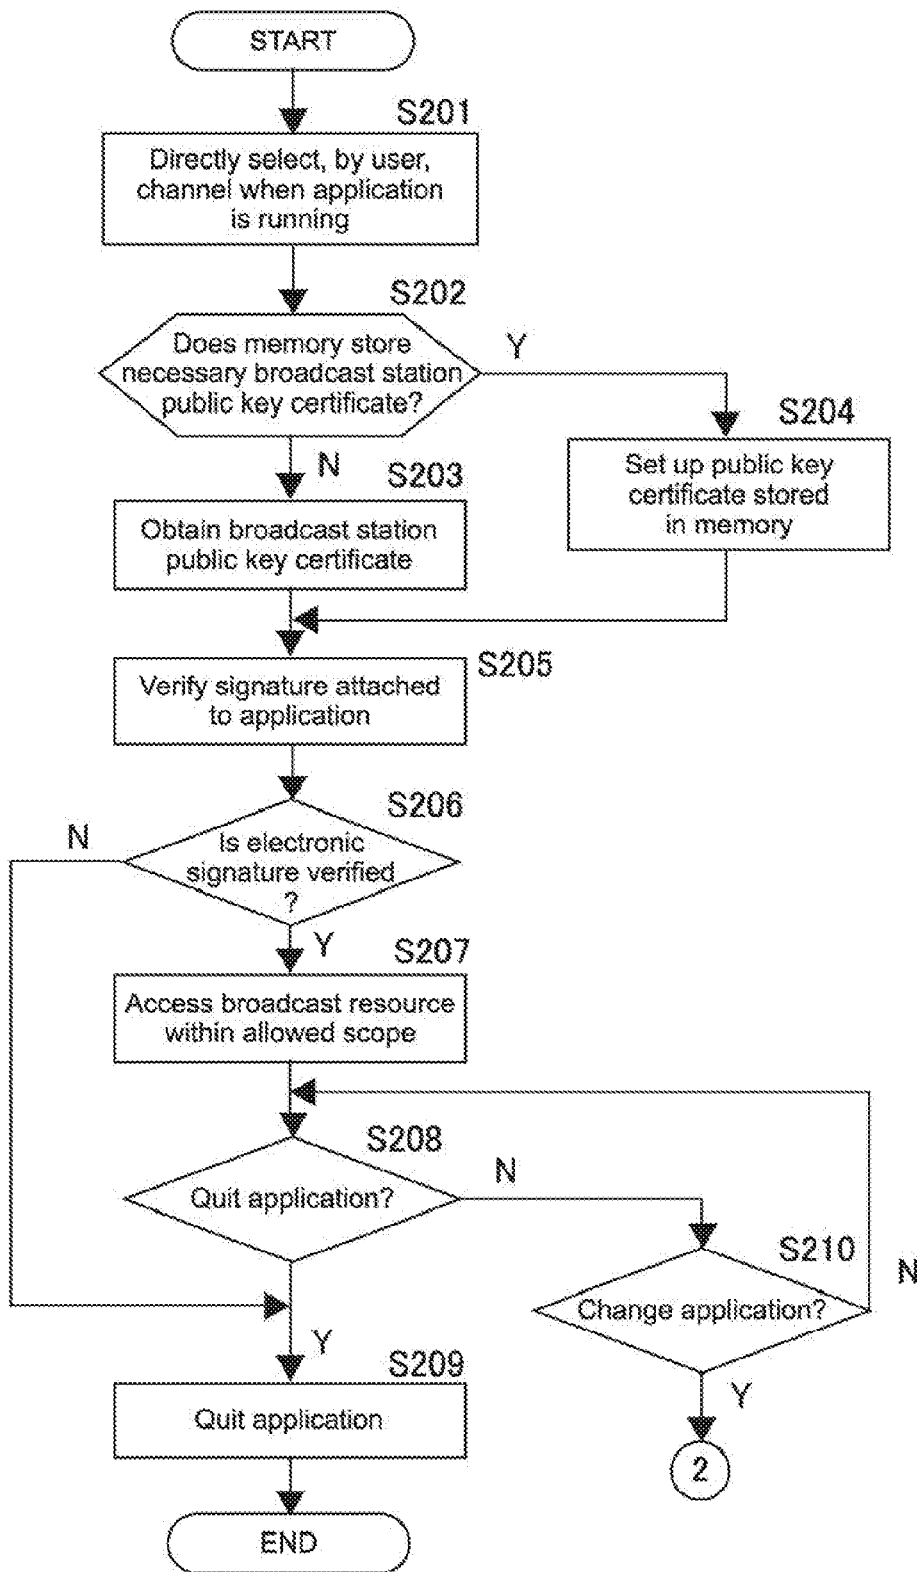 START
S201
Directly select, by user,
channel when application
is running
S202
Does memory store
necessary broadcast station
public key certificate?
Y
N
S204
Set up public key
certificate stored
in memory
S203
Obtain broadcast station
public key certificate
S205
Verify signature attached
to application
S206
Is electronic
signature verified
?
N
Y
S207
Access broadcast resource
within allowed scope
S208
Quit application?
N
Y
S210
Change application?
N
Y
2
S209
Quit application
END